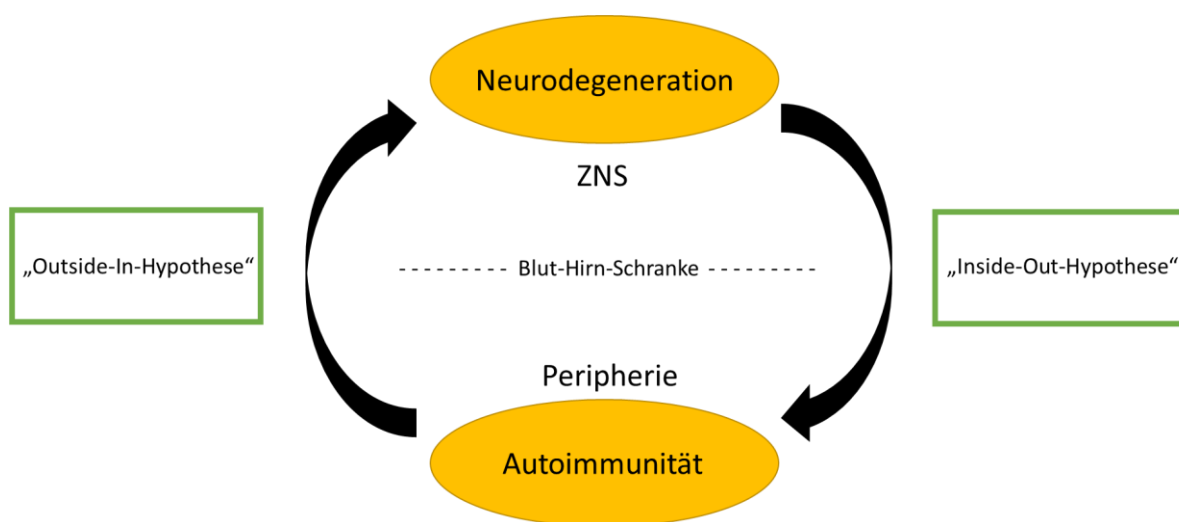 Neurodegeneration
ZNS
„Outside-In-Hypothese“
Blut-Hirn-Schranke
„Inside-Out-Hypothese“
Peripherie
Autoimmunität